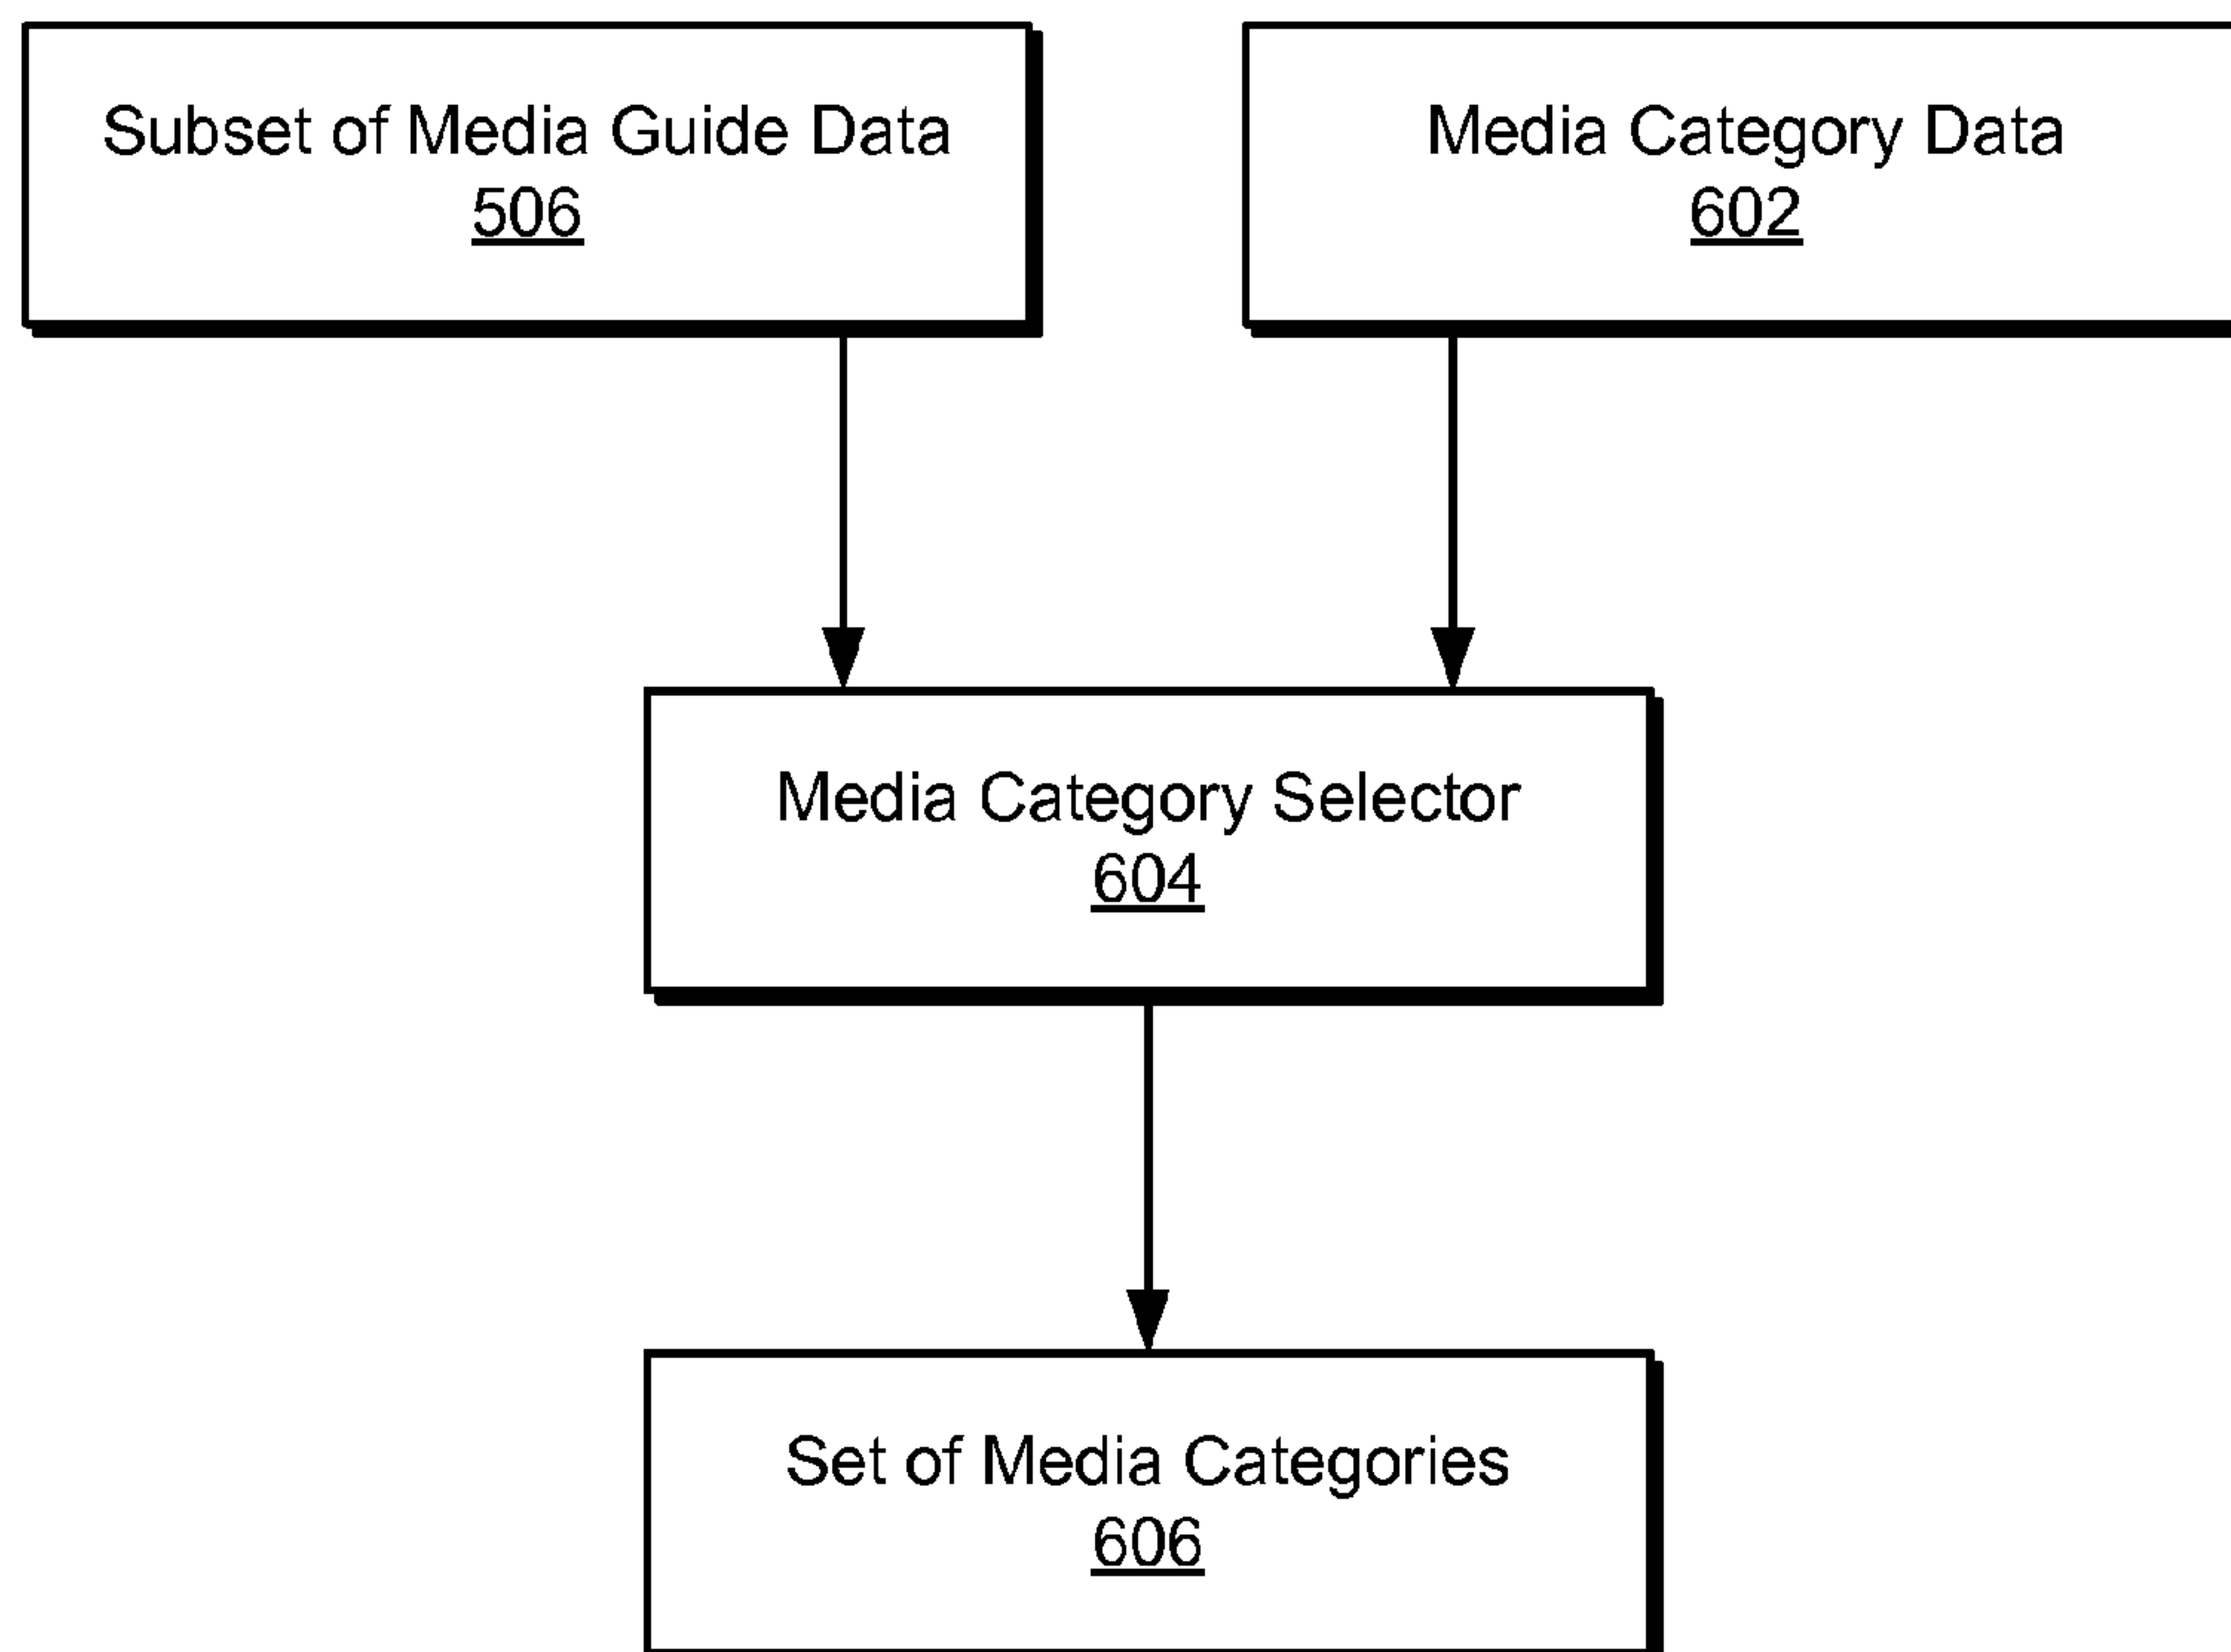 Subset of Media Guide Data
506
Media Category Data
602
Media Category Selector
604
Set of Media Categories
606